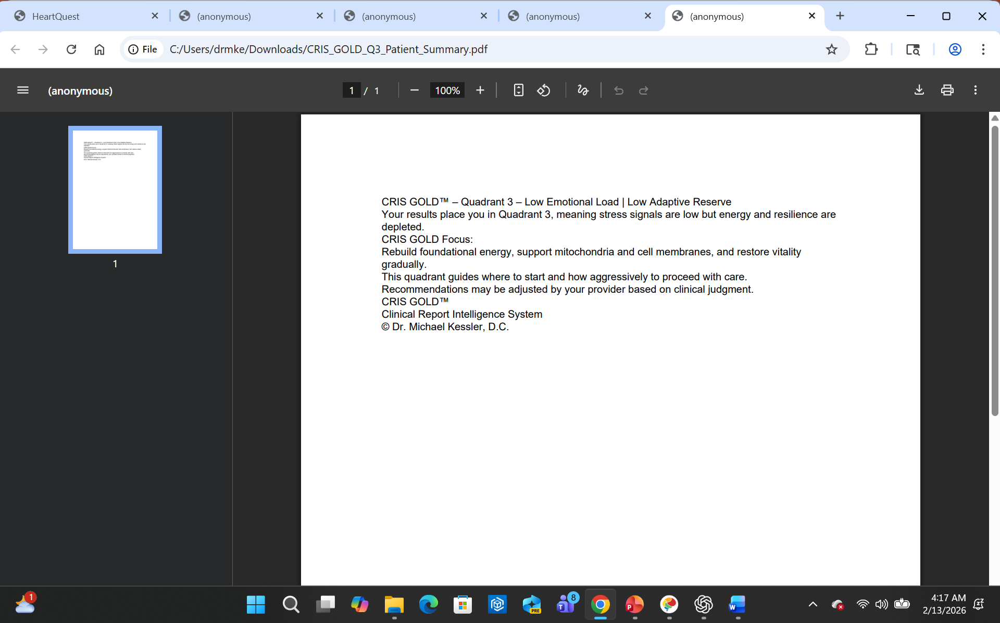 HeartQuest
(anonymous)
(anonymous)
(anonymous)
(anonymous)
File
C:/Users/drmke/Downloads/CRIS_GOLD_Q3_Patient_Summary.pdf
(anonymous)
1 / 1
100%
1
CRIS GOLD™ – Quadrant 3 – Low Emotional Load | Low Adaptive Reserve
Your results place you in Quadrant 3, meaning stress signals are low but energy and resilience are
depleted.
CRIS GOLD Focus:
Rebuild foundational energy, support mitochondria and cell membranes, and restore vitality
gradually.
This quadrant guides where to start and how aggressively to proceed with care.
Recommendations may be adjusted by your provider based on clinical judgment.
CRIS GOLD™
Clinical Report Intelligence System
© Dr. Michael Kessler, D.C.
1
PRE
T
8
P
W
4:17 AM
2/13/2026